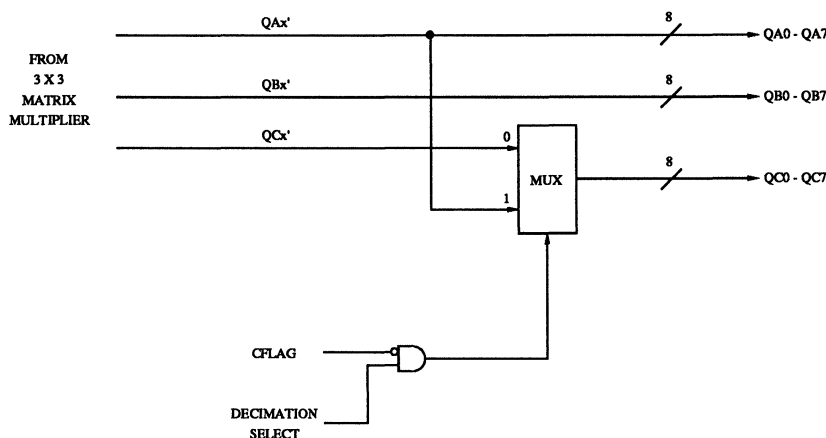 QAx'
8
QA0 - QA7
FROM
3 X 3
MATRIX
MULTIPLIER
QBx'
8
QB0 - QB7
QCx'
0
8
MUX
QC0 - QC7
1
CFLAG
DECIMATION
SELECT